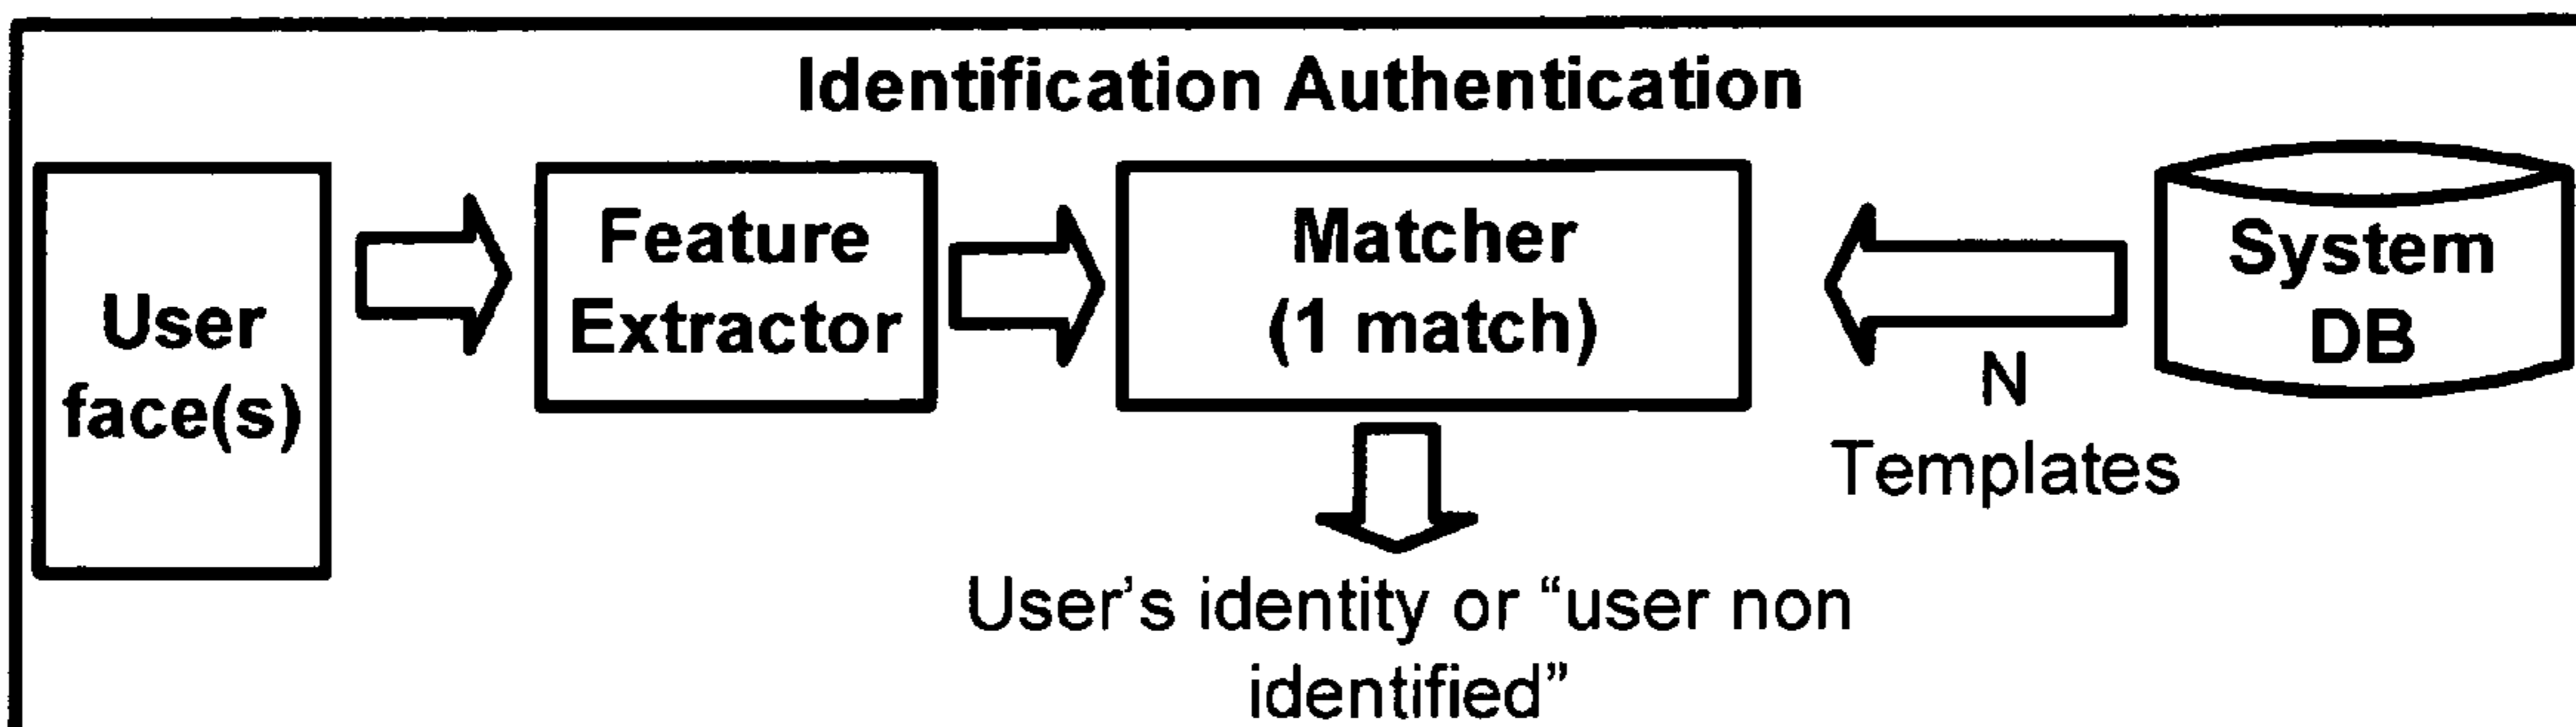 Identification Authentication
User
face(s)
Feature
Extractor
Matcher
(1 match)
N
Templates
System
DB
User's identity or “user non
identified”